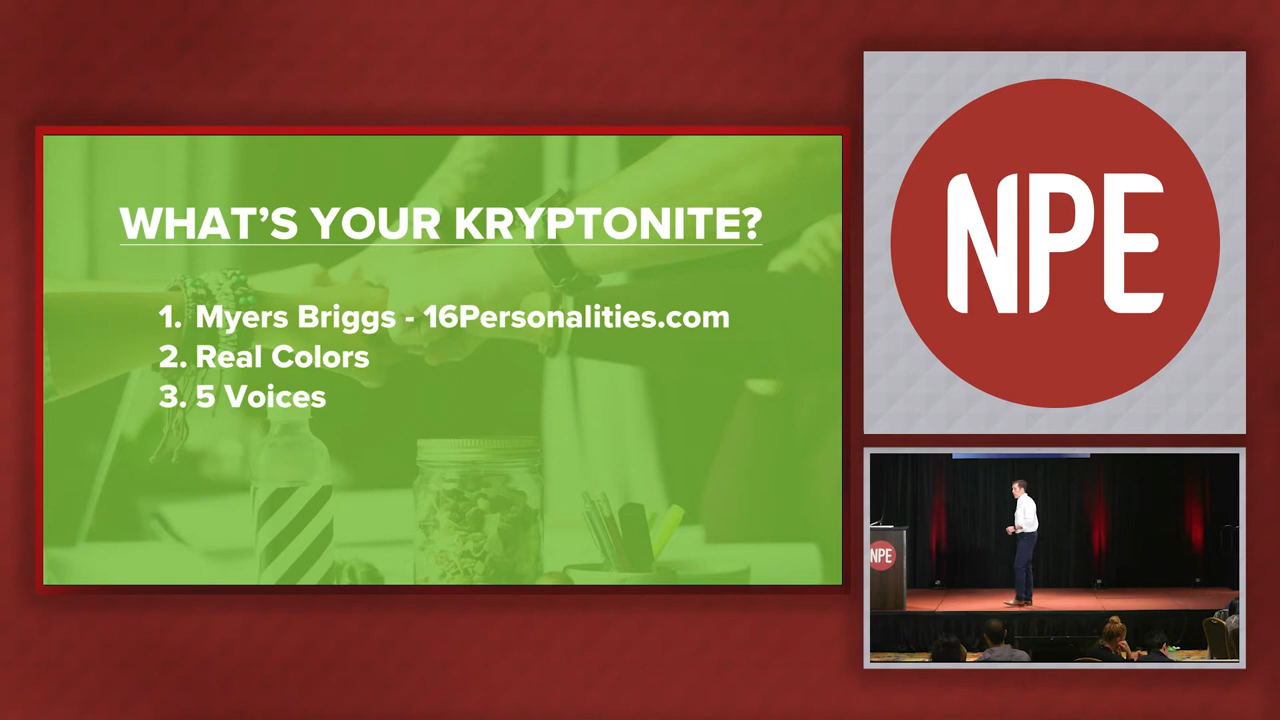 WHAT'S YOUR KRYPTONITE?
1. Myers Briggs - 16Personalities.com
2. Real Colors
3. 5 Voices
NPE
NPE